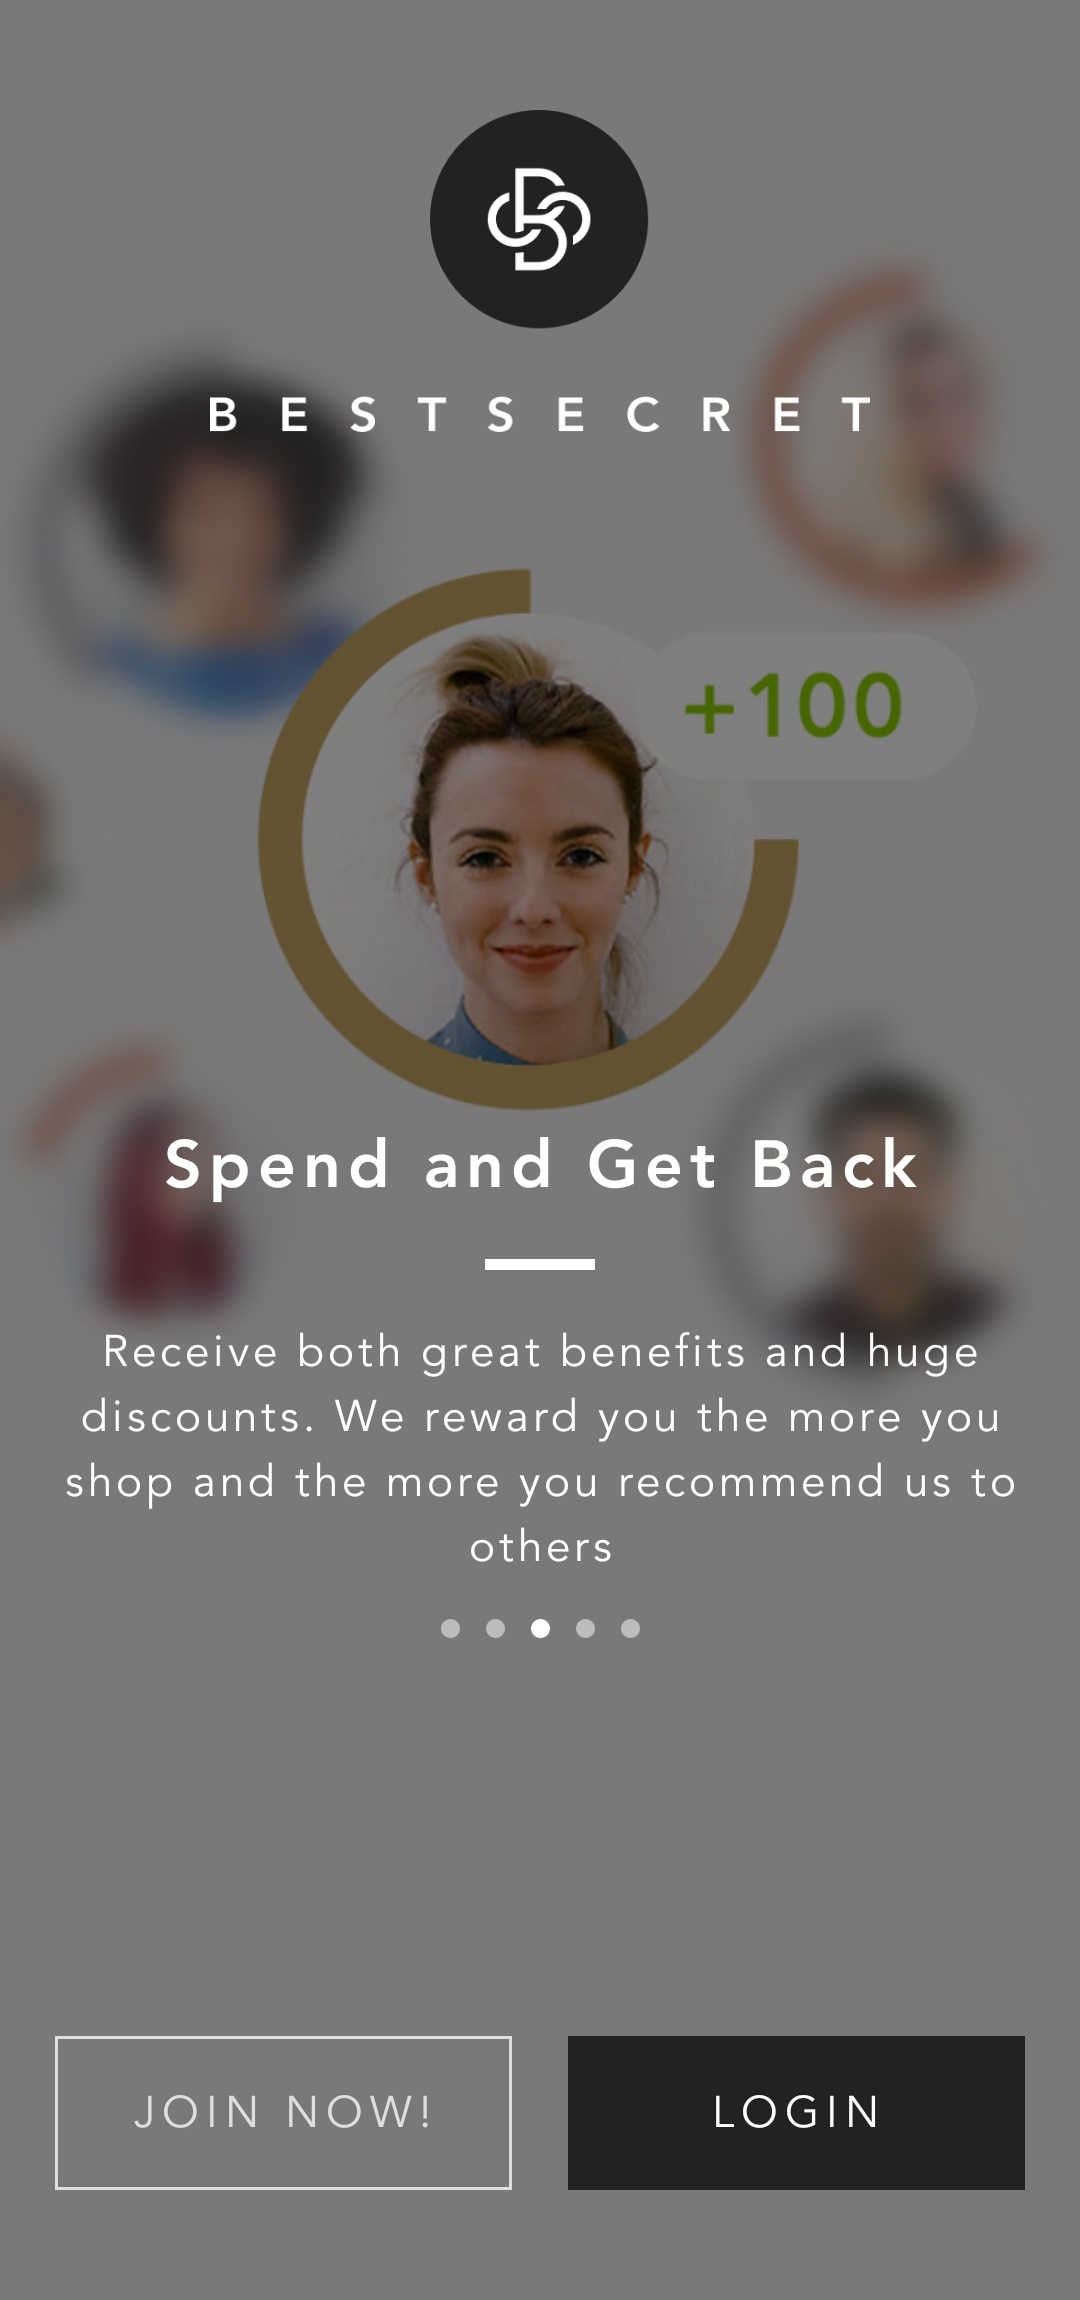 BESTSECRET
+100
Spend and Get Back
Receive both great benefits and huge
discounts. We reward you the more you
shop and the more you recommend us to
others
JOIN NOW!
LOGIN